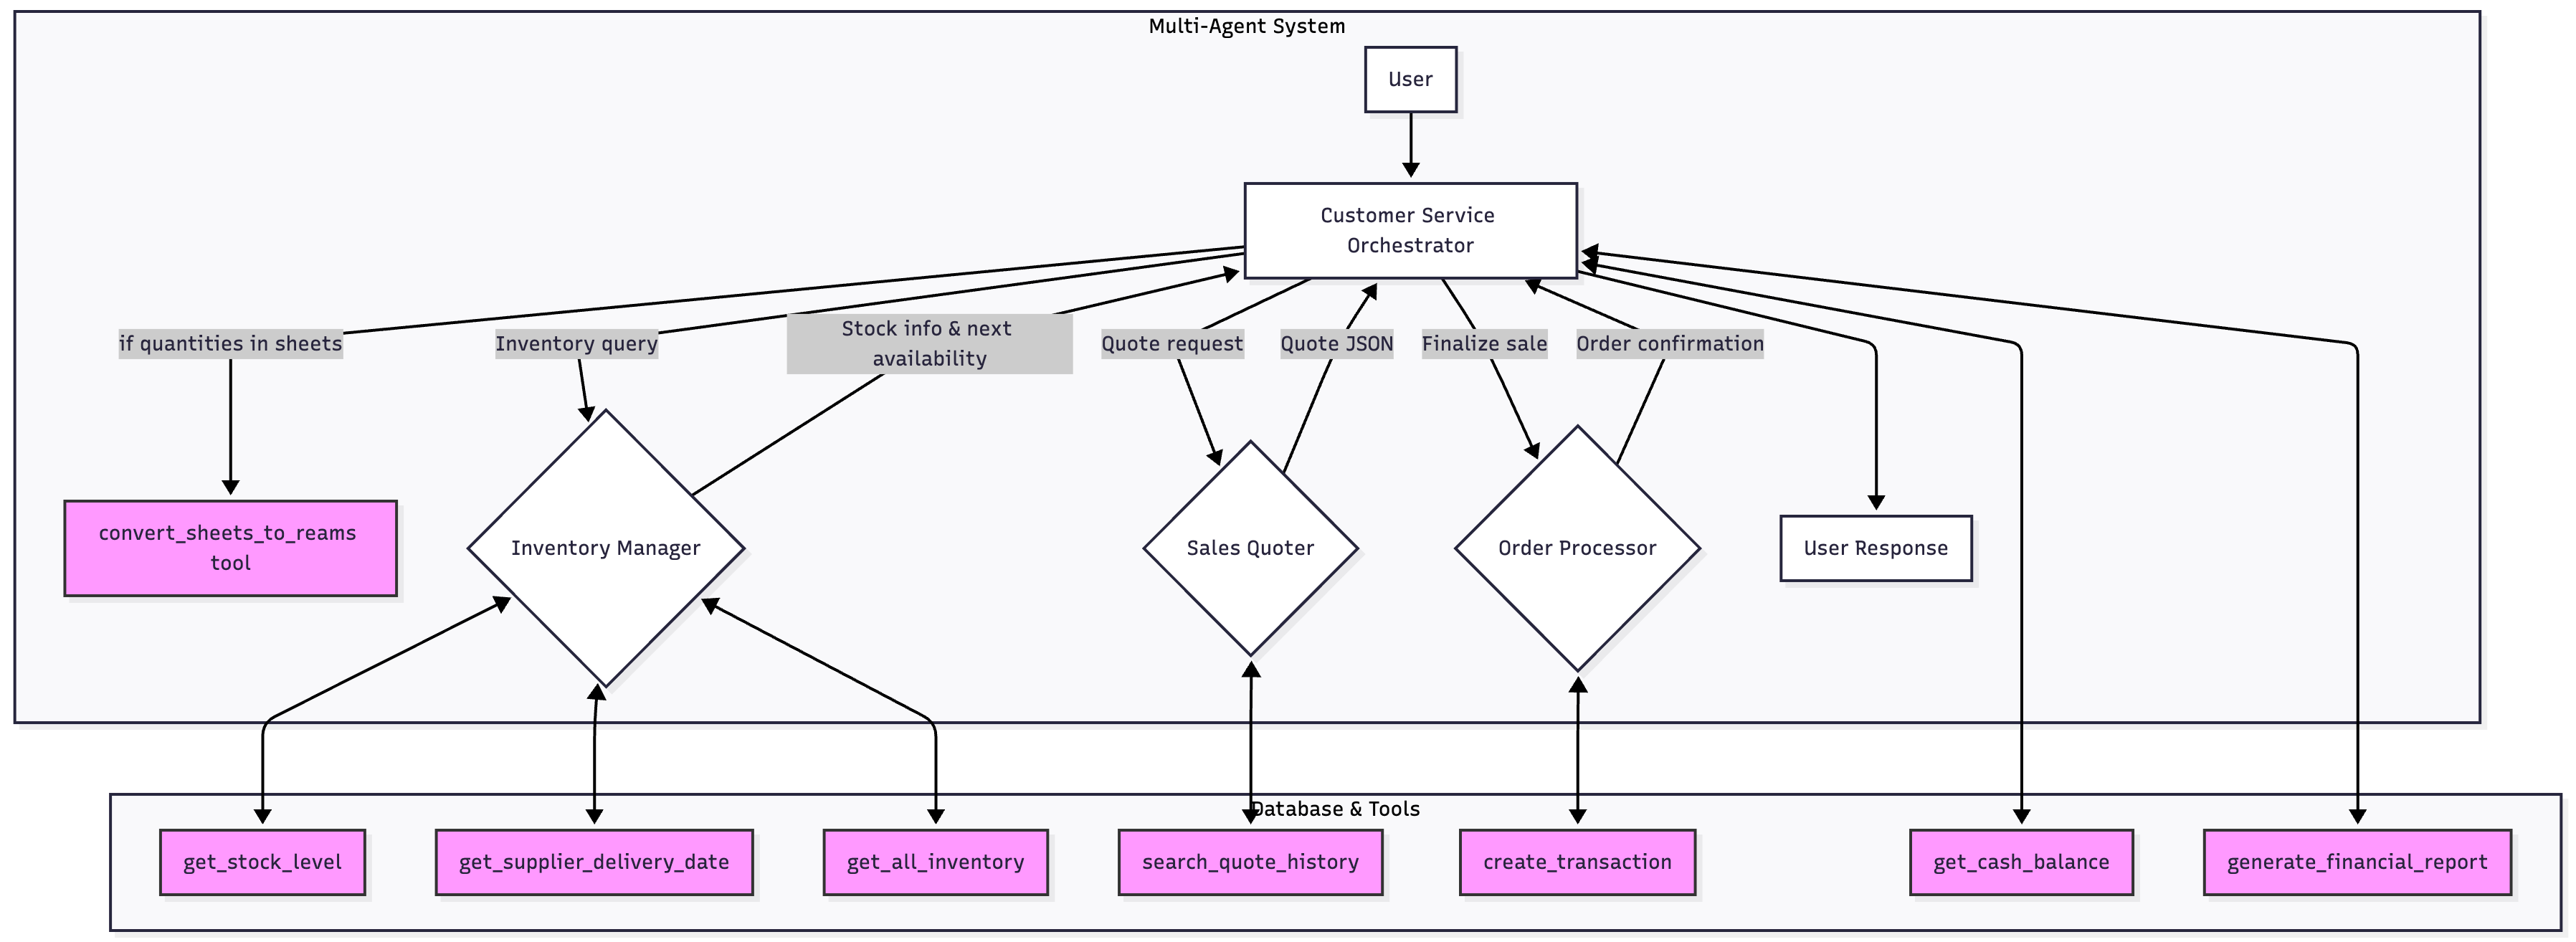 Multi-Agent System
User
Customer Service
Orchestrator
if quantities in sheets
Inventory query
Stock info & next
availability
Quote request
Quote JSON
Finalize sale
Order confirmation
convert_sheets_to_reams
tool
Inventory Manager
Sales Quoter
Order Processor
User Response
Database & Tools
get_stock_level
get_supplier_delivery_date
get_all_inventory
search_quote_history
create_transaction
get_cash_balance
generate_financial_report